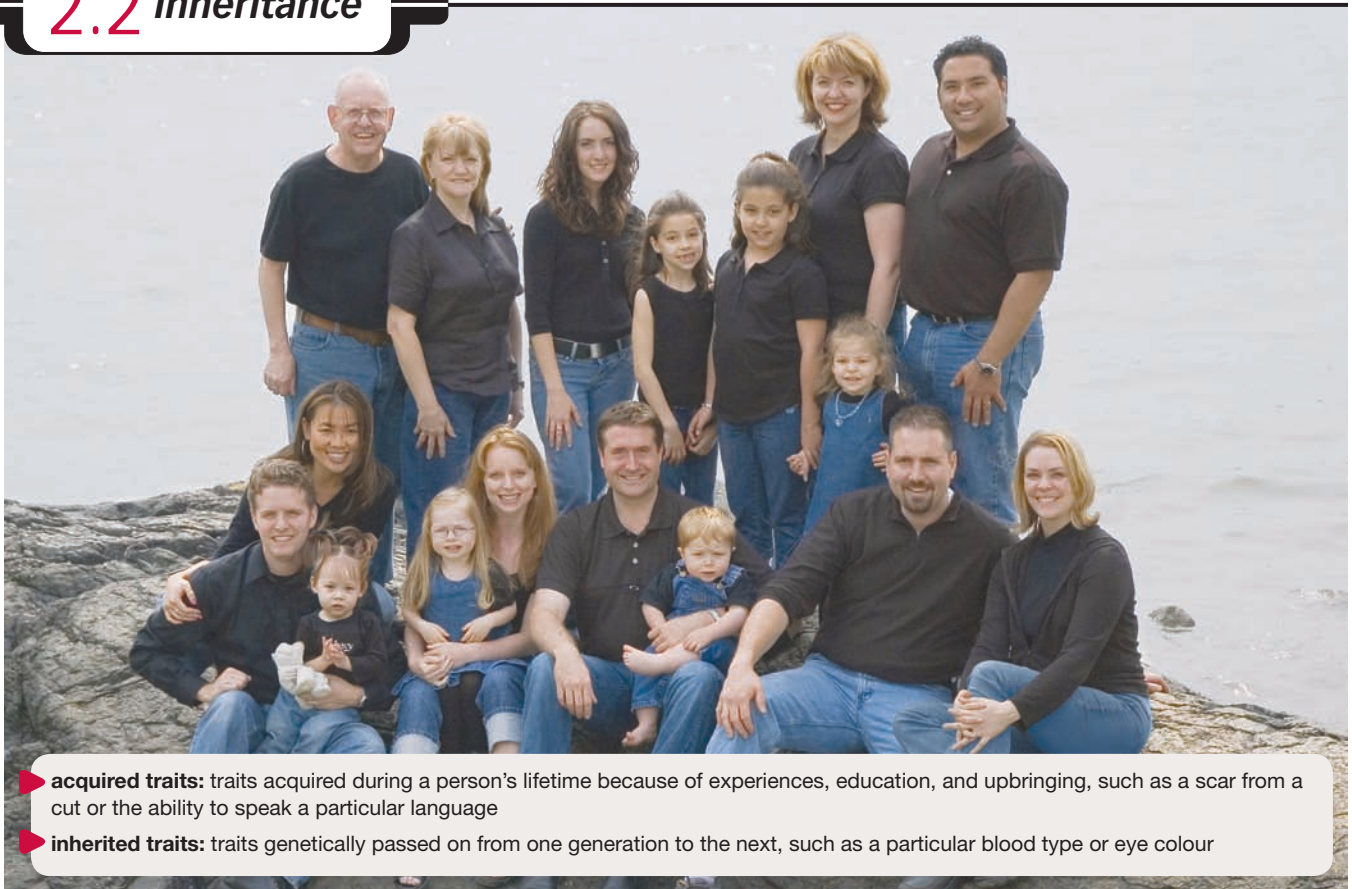 2.2 Inheritance
acquired traits: traits acquired during a person's lifetime because of experiences, education, and upbringing, such as a scar from a
cut or the ability to speak a particular language
inherited traits: traits genetically passed on from one generation to the next, such as a particular blood type or eye colour